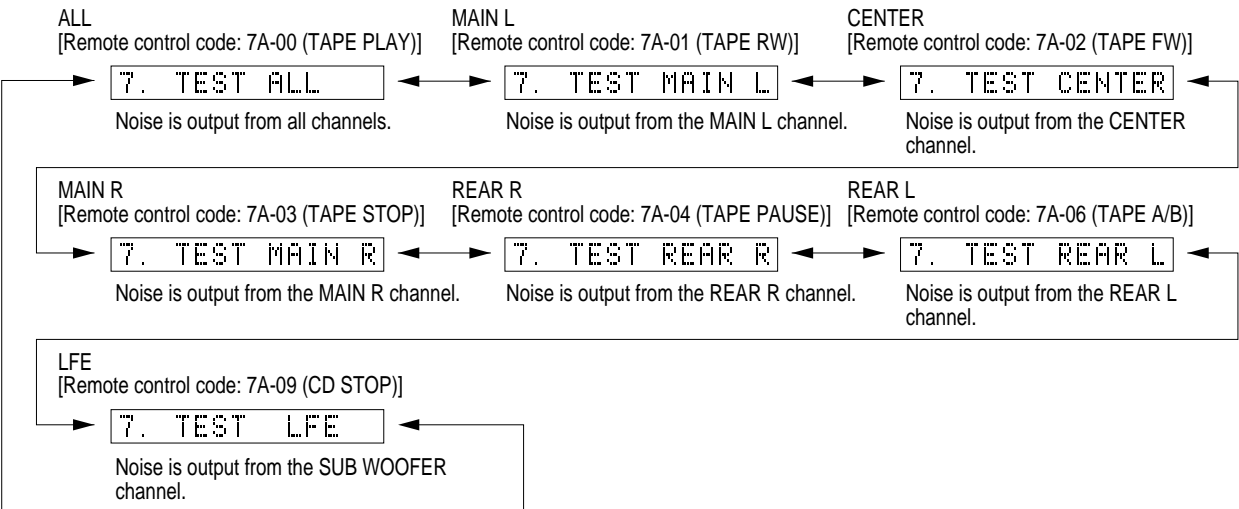 ALL
[Remote control code: 7A-00 (TAPE PLAY)]
7. TEST ALL
Noise is output from all channels.
MAIN L
[Remote control code: 7A-01 (TAPE RW)]
7. TEST MAIN L
Noise is output from the MAIN L channel.
CENTER
[Remote control code: 7A-02 (TAPE FW)]
7. TEST CENTER
Noise is output from the CENTER
channel.
MAIN R
[Remote control code: 7A-03 (TAPE STOP)]
7. TEST MAIN R
Noise is output from the MAIN R channel.
REAR R
[Remote control code: 7A-04 (TAPE PAUSE)]
7. TEST REAR R
Noise is output from the REAR R channel.
REAR L
[Remote control code: 7A-06 (TAPE A/B)]
7. TEST REAR L
Noise is output from the REAR L
channel.
LFE
[Remote control code: 7A-09 (CD STOP)]
7. TEST LFE
Noise is output from the SUB WOOFER
channel.